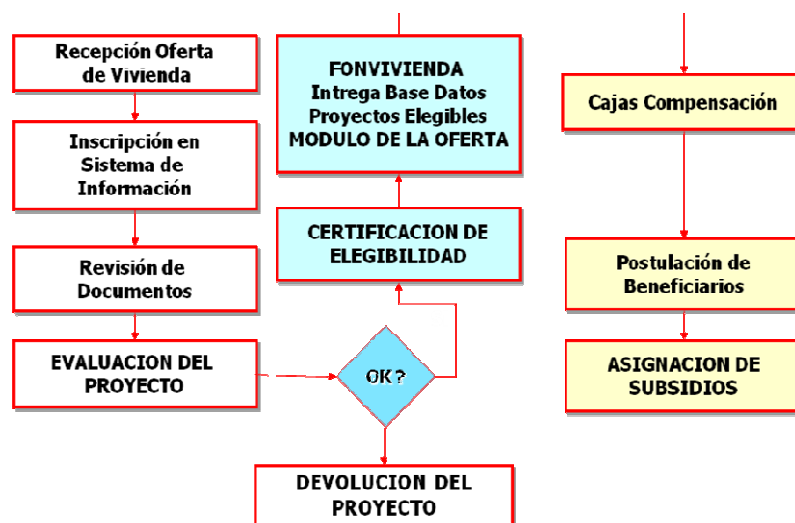 Recepción Oferta
de Vivienda
Inscripción en
Sistema de
Información
Revisión de
Documentos
EVALUACION DEL
PROYECTO
OK?
DEVOLUCION DEL
PROYECTO
CERTIFICACION DE
ELEGIBILIDAD
FONVIVIENDA
Intrega Base Datos
Proyectos Elegibles
MODULO DE LA OFERTA
Cajas Compensación
Postulación de
Beneficiarios
ASIGNACION DE
SUBSIDIOS